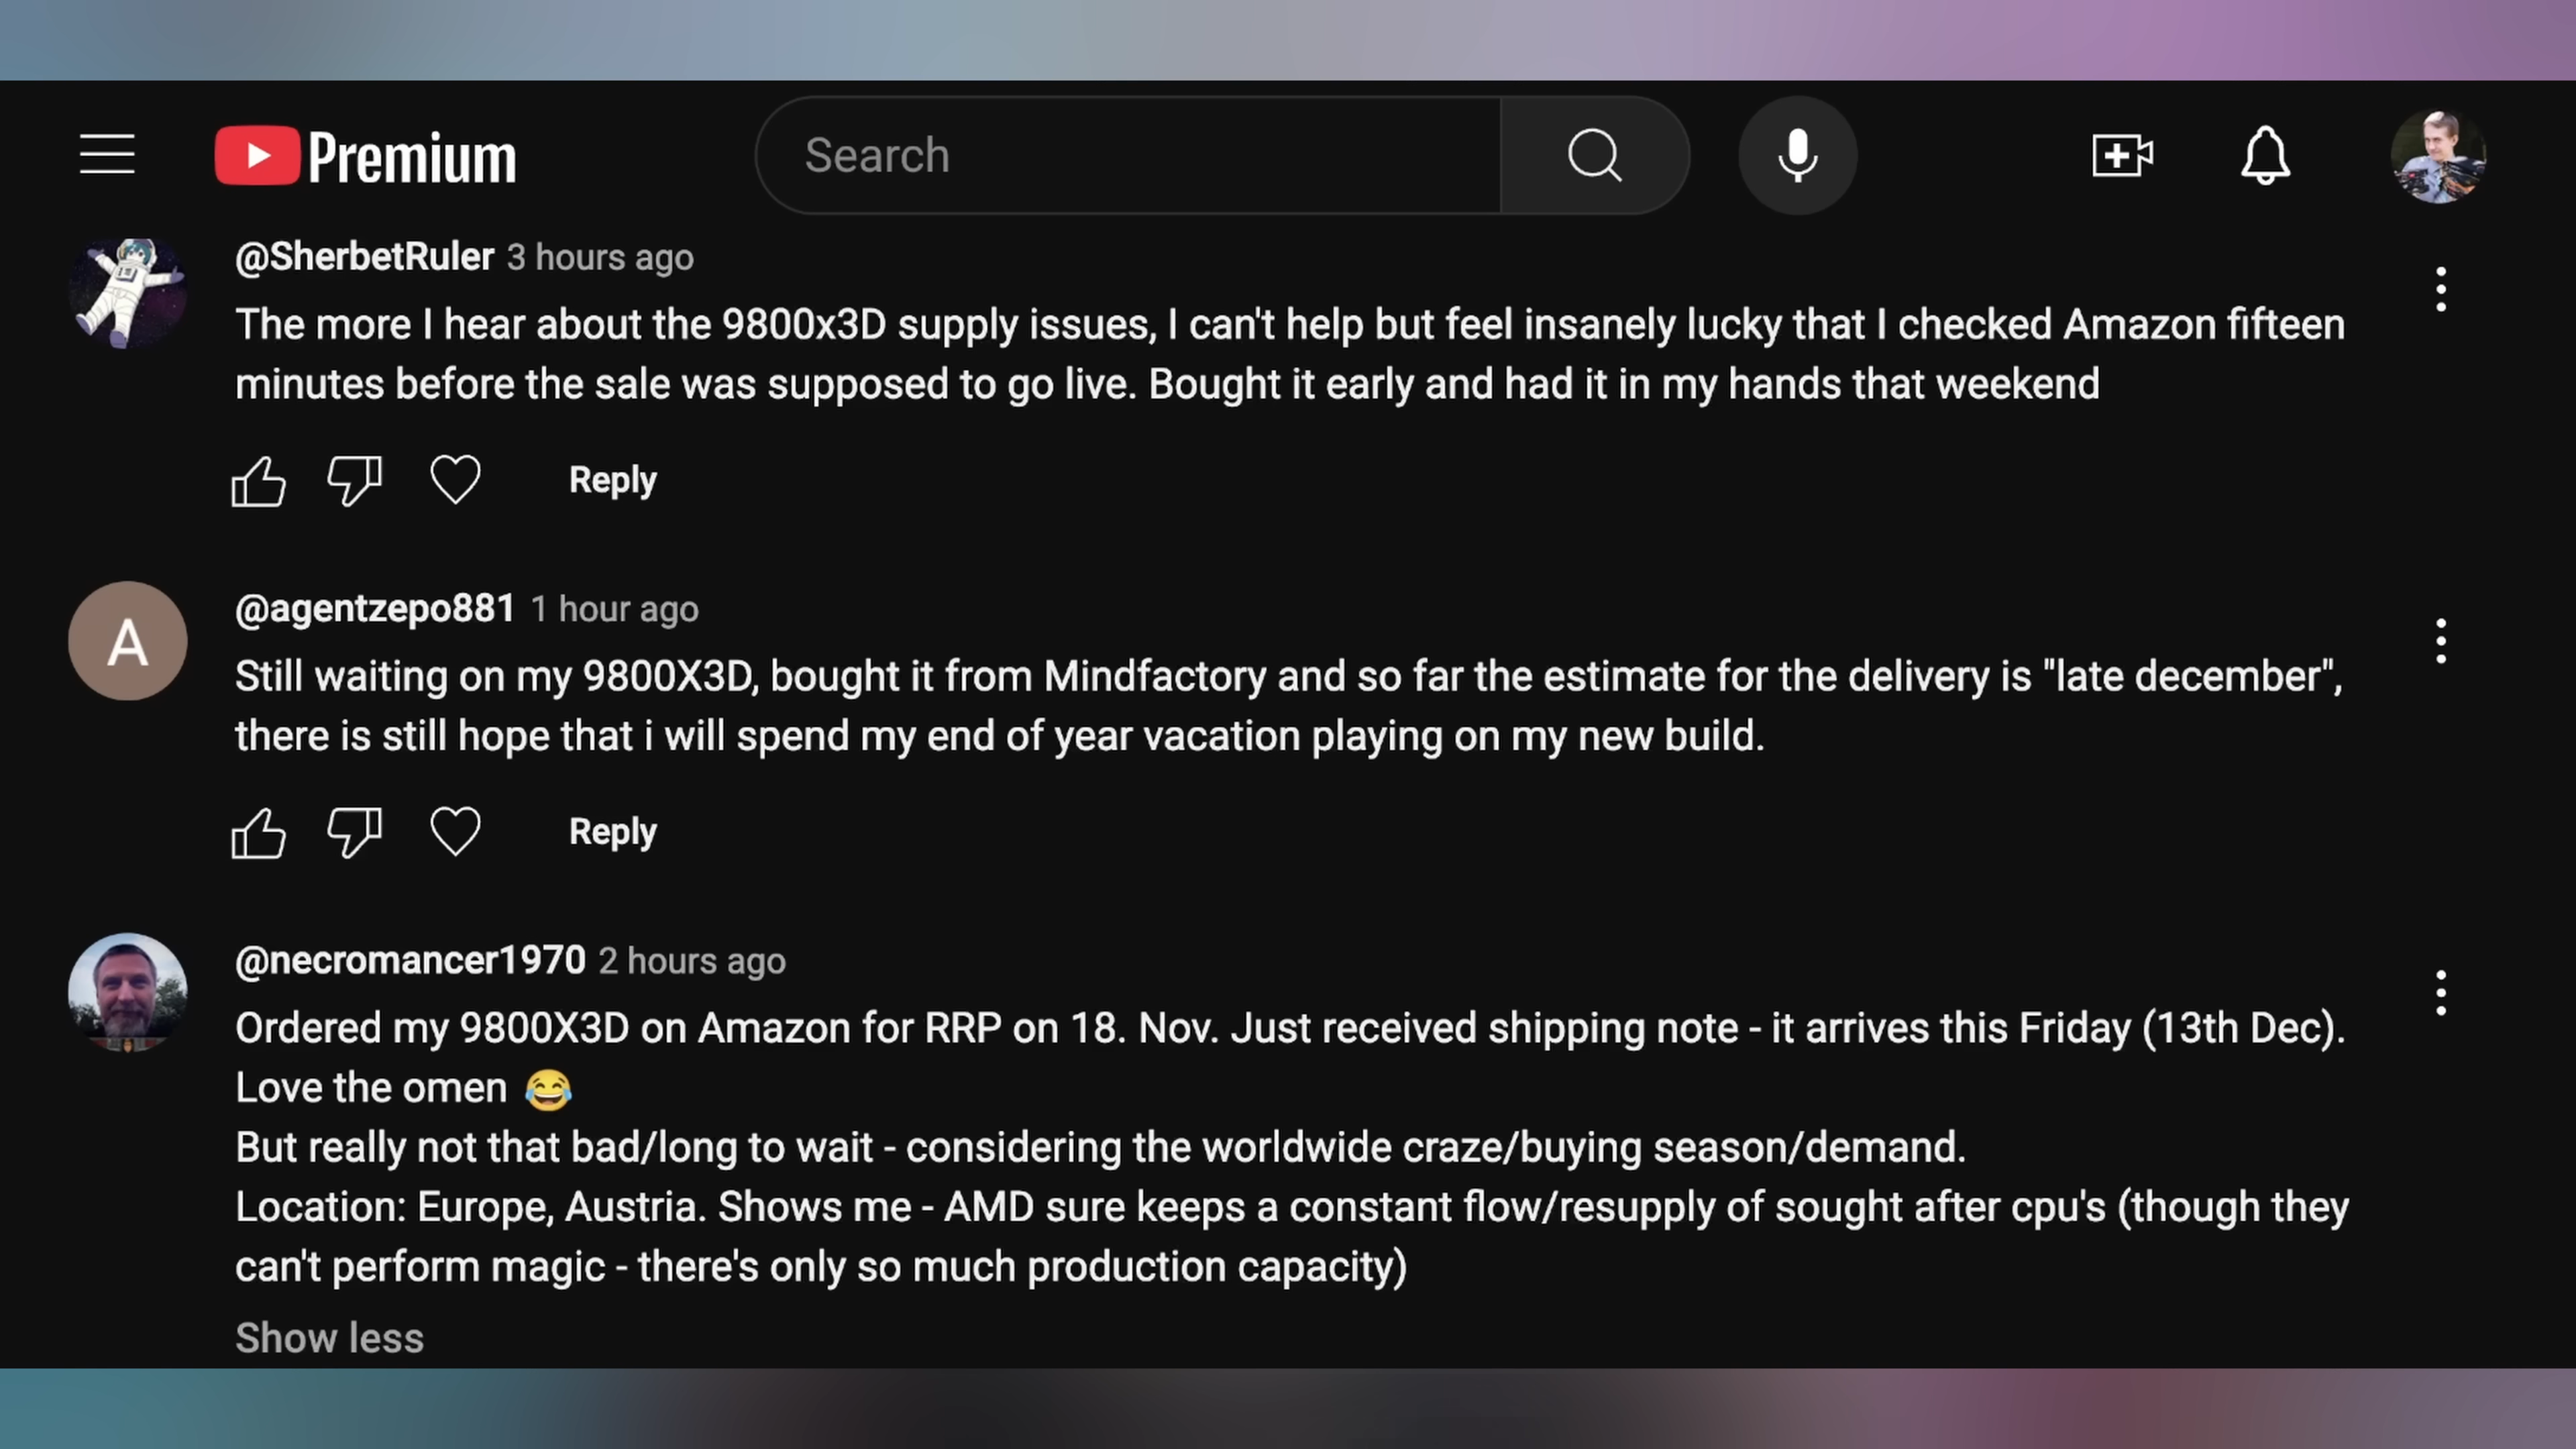 Premium
Search
@SherbetRuler 3 hours ago
The more I hear about the 9800x3D supply issues, I can't help but feel insanely lucky that I checked Amazon fifteen
minutes before the sale was supposed to go live. Bought it early and had it in my hands that weekend
Reply
A
@agentzepo881 1 hour ago
Still waiting on my 9800X3D, bought it from Mindfactory and so far the estimate for the delivery is "late december",
there is still hope that i will spend my end of year vacation playing on my new build.
Reply
@necromancer1970 2 hours ago
Ordered my 9800X3D on Amazon for RRP on 18. Nov. Just received shipping note - it arrives this Friday (13th Dec).
Love the omen 😂
But really not that bad/long to wait - considering the worldwide craze/buying season/demand.
Location: Europe, Austria. Shows me - AMD sure keeps a constant flow/resupply of sought after cpu's (though they
can't perform magic - there's only so much production capacity)
Show less